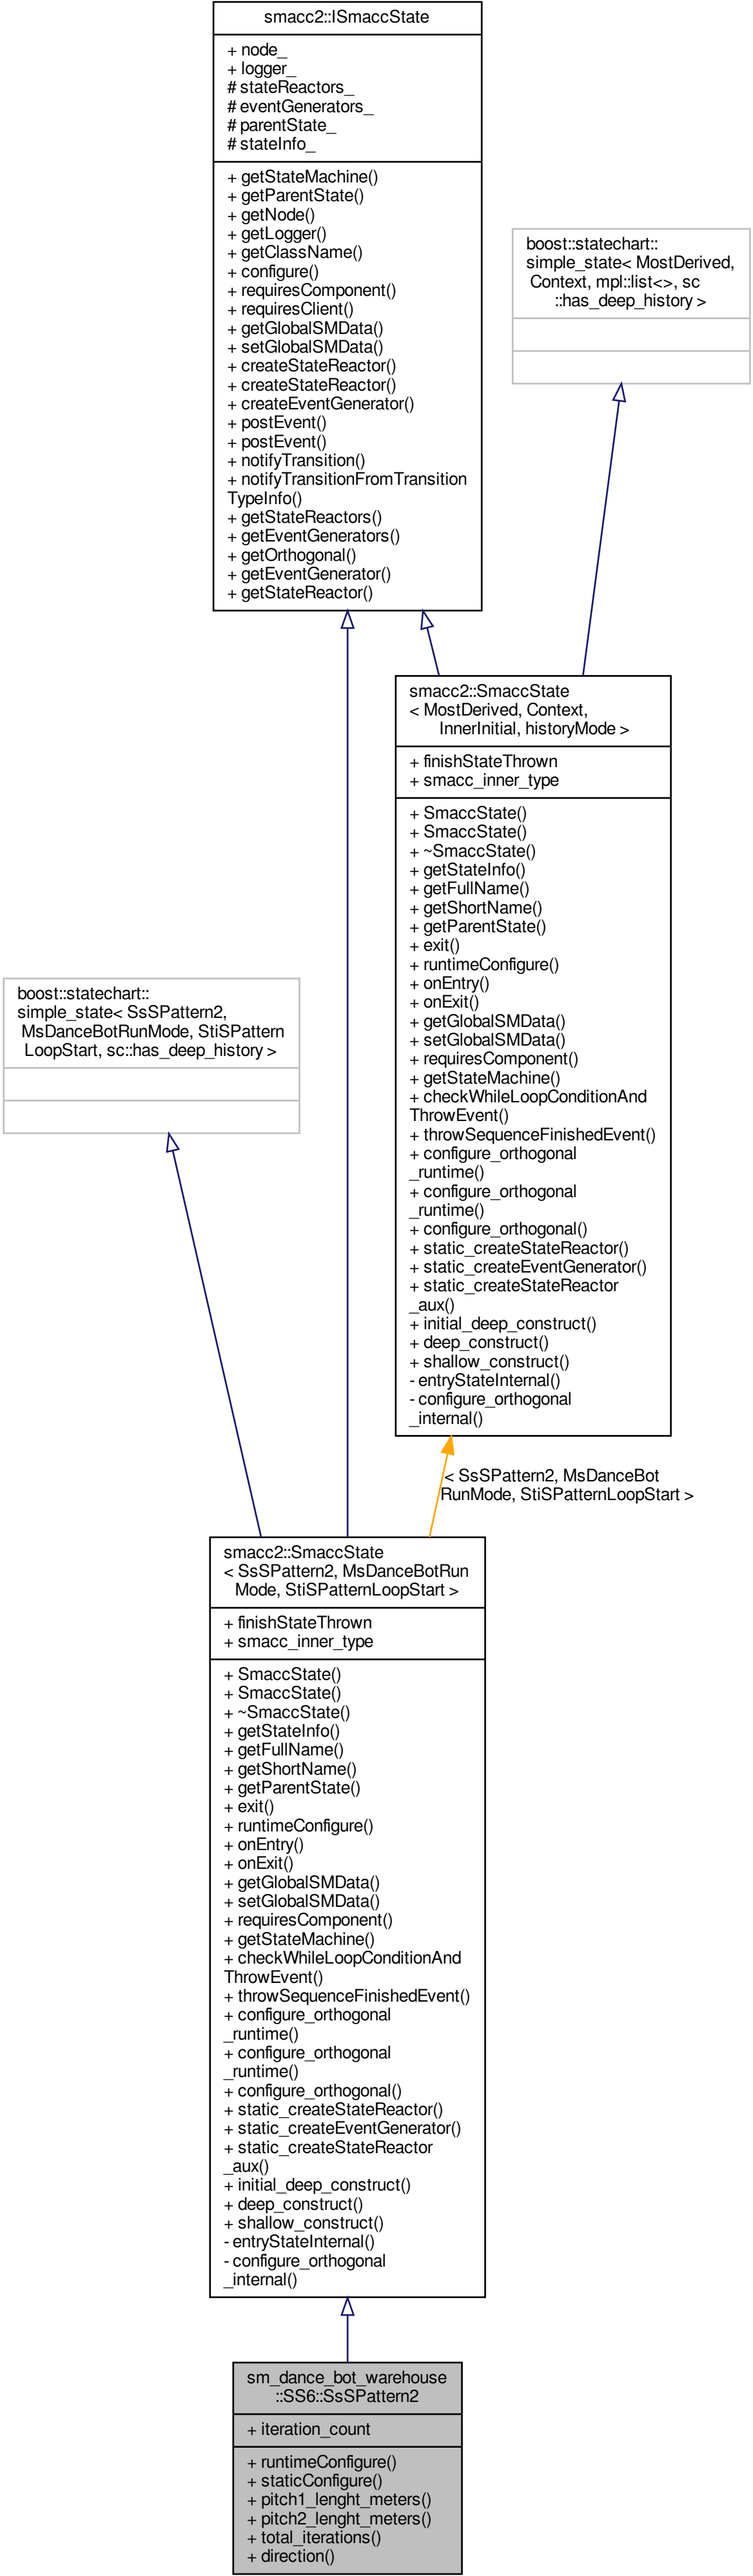 smacc2::ISmaccState
+ node_
+ logger_
# stateReactors_
# eventGenerators_
# parentState_
# stateInfo_
+ getStateMachine()
+ getParentState()
+ getNode()
+ getLogger()
+ getClassName()
+ configure()
+ requiresComponent()
+ requiresClient()
+ getGlobalSMData()
+ setGlobalSMData()
+ createStateReactor()
+ createStateReactor()
+ createEventGenerator()
+ postEvent()
+ postEvent()
+ notifyTransition()
+ notifyTransitionFromTransition
TypeInfo()
+ getStateReactors()
+ getEventGenerators()
+ getOrthogonal()
+ getEventGenerator()
+ getStateReactor()
boost::statechart::
simple_state< MostDerived,
Context, mpl::list<>, sc
::has_deep_history >
smacc2::SmaccState
< MostDerived, Context,
InnerInitial, historyMode >
+ finishStateThrown
+ smacc_inner_type
+ SmaccState()
+ SmaccState()
+ ~SmaccState()
+ getStateInfo()
+ getFullName()
+ getShortName()
+ getParentState()
+ exit()
+ runtimeConfigure()
+ onEntry()
+ onExit()
+ getGlobalSMData()
+ setGlobalSMData()
+ requiresComponent()
+ getStateMachine()
+ checkWhileLoopConditionAnd
ThrowEvent()
+ throwSequenceFinishedEvent()
+ configure_orthogonal
_runtime()
+ configure_orthogonal
_runtime()
+ configure_orthogonal()
+ static_createStateReactor()
+ static_createEventGenerator()
+ static_createStateReactor
_aux()
+ initial_deep_construct()
+ deep_construct()
+ shallow_construct()
- entryStateInternal()
- configure_orthogonal
_internal()
boost::statechart::
simple_state< SsSPattern2,
MsDanceBotRunMode, StiSPattern
LoopStart, sc::has_deep_history >
< SsSPattern2, MsDanceBot
RunMode, StiSPatternLoopStart >
smacc2::SmaccState
< SsSPattern2, MsDanceBotRun
Mode, StiSPatternLoopStart >
+ finishStateThrown
+ smacc_inner_type
+ SmaccState()
+ SmaccState()
+ ~SmaccState()
+ getStateInfo()
+ getFullName()
+ getShortName()
+ getParentState()
+ exit()
+ runtimeConfigure()
+ onEntry()
+ onExit()
+ getGlobalSMData()
+ setGlobalSMData()
+ requiresComponent()
+ getStateMachine()
+ checkWhileLoopConditionAnd
ThrowEvent()
+ throwSequenceFinishedEvent()
+ configure_orthogonal
_runtime()
+ configure_orthogonal
_runtime()
+ configure_orthogonal()
+ static_createStateReactor()
+ static_createEventGenerator()
+ static_createStateReactor
_aux()
+ initial_deep_construct()
+ deep_construct()
+ shallow_construct()
- entryStateInternal()
- configure_orthogonal
_internal()
sm_dance_bot_warehouse
::SS6::SsSPattern2
+ iteration_count
+ runtimeConfigure()
+ staticConfigure()
+ pitch1_lenght_meters()
+ pitch2_lenght_meters()
+ total_iterations()
+ direction()